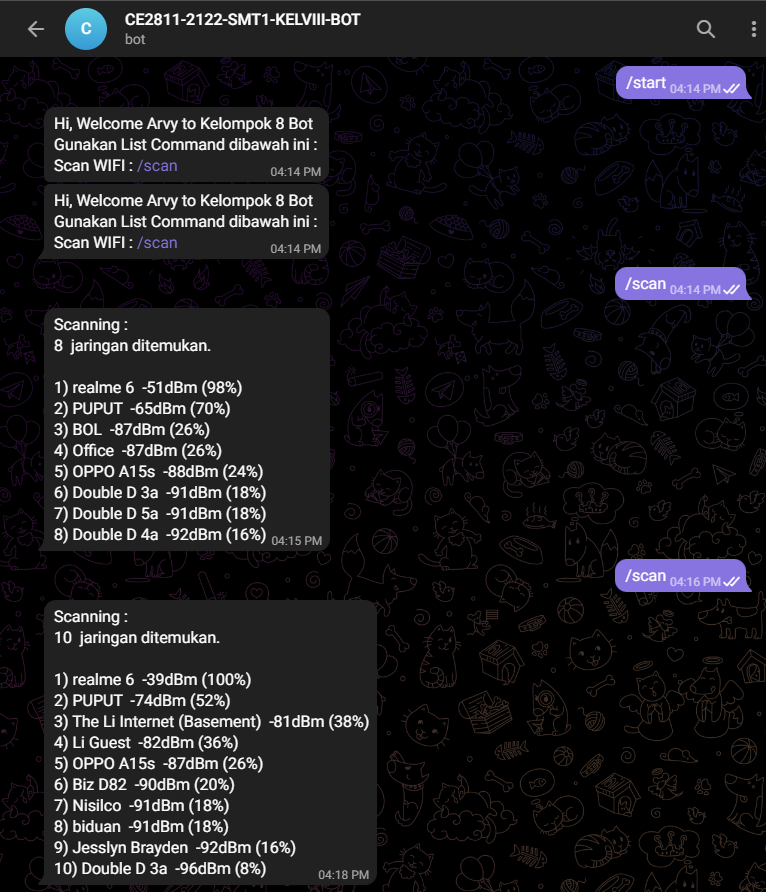 C
CE2811-2122-SMT1-KELVIII-BOT
bot
/start 04:14 PM
Hi, Welcome Arvy to Kelompok 8 Bot
Gunakan List Command dibawah ini :
Scan WIFI : /scan
04:14 PM
Hi, Welcome Arvy to Kelompok 8 Bot
Gunakan List Command dibawah ini :
Scan WIFI : /scan
04:14 PM
/scan 04:14 PM
Scanning :
8 jaringan ditemukan.
1) realme 6 -51dBm (98%)
2) PUPUT -65dBm (70%)
3) BOL -87dBm (26%)
4) Office -87dBm (26%)
5) OPPO A15s -88dBm (24%)
6) Double D 3a -91dBm (18%)
7) Double D 5a -91dBm (18%)
8) Double D 4a -92dBm (16%)
04:15 PM
/scan 04:16 PM
Scanning :
10 jaringan ditemukan.
1) realme 6 -39dBm (100%)
2) PUPUT -74dBm (52%)
3) The Li Internet (Basement) -81dBm (38%)
4) Li Guest -82dBm (36%)
5) OPPO A15s -87dBm (26%)
6) Biz D82 -90dBm (20%)
7) Nisilco -91dBm (18%)
8) biduan -91dBm (18%)
9) Jesslyn Brayden -92dBm (16%)
10) Double D 3a -96dBm (8%)
04:18 PM